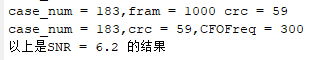 case_num = 183,fram = 1000 crc = 59
case_num = 183,crc = 59,CFOFreq = 300
以上是SNR = 6.2 的结果